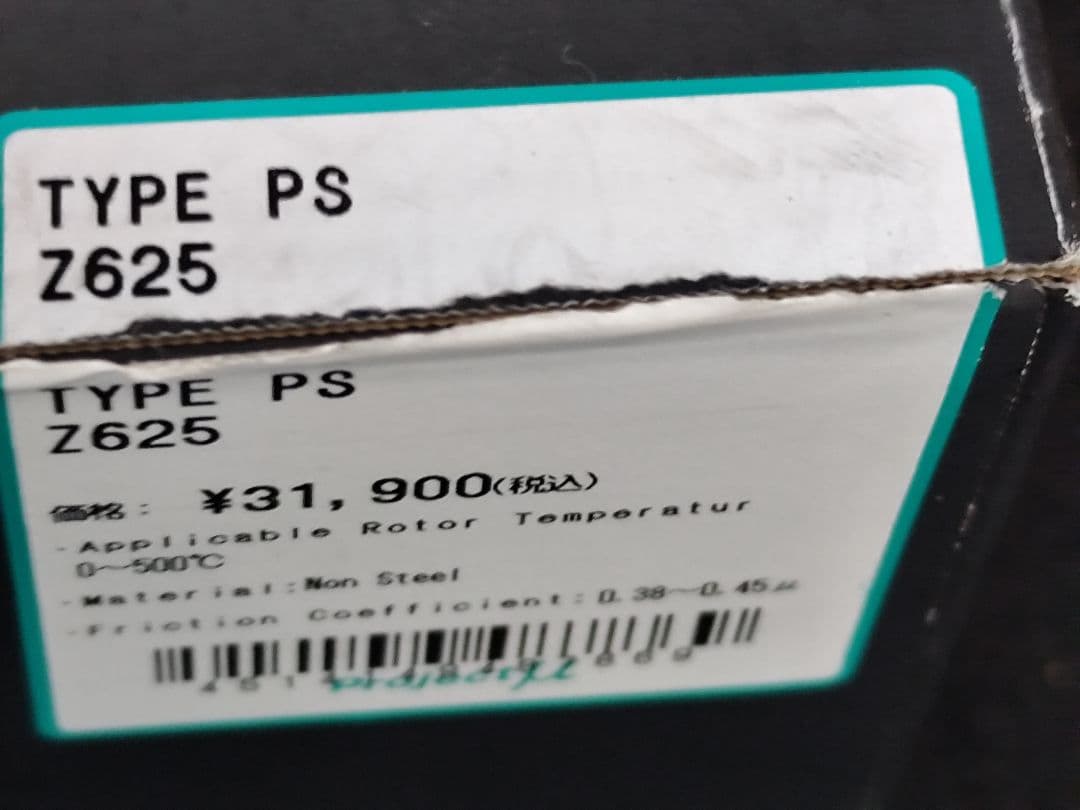 TYPE PS
Z625
TYPE PS
Z625
価格: ¥31,900(税込)
-Applicable Rotor Temperatur
0~500℃
-Material:Non Steel
-Friction Coefficient:0.38~0.45μ